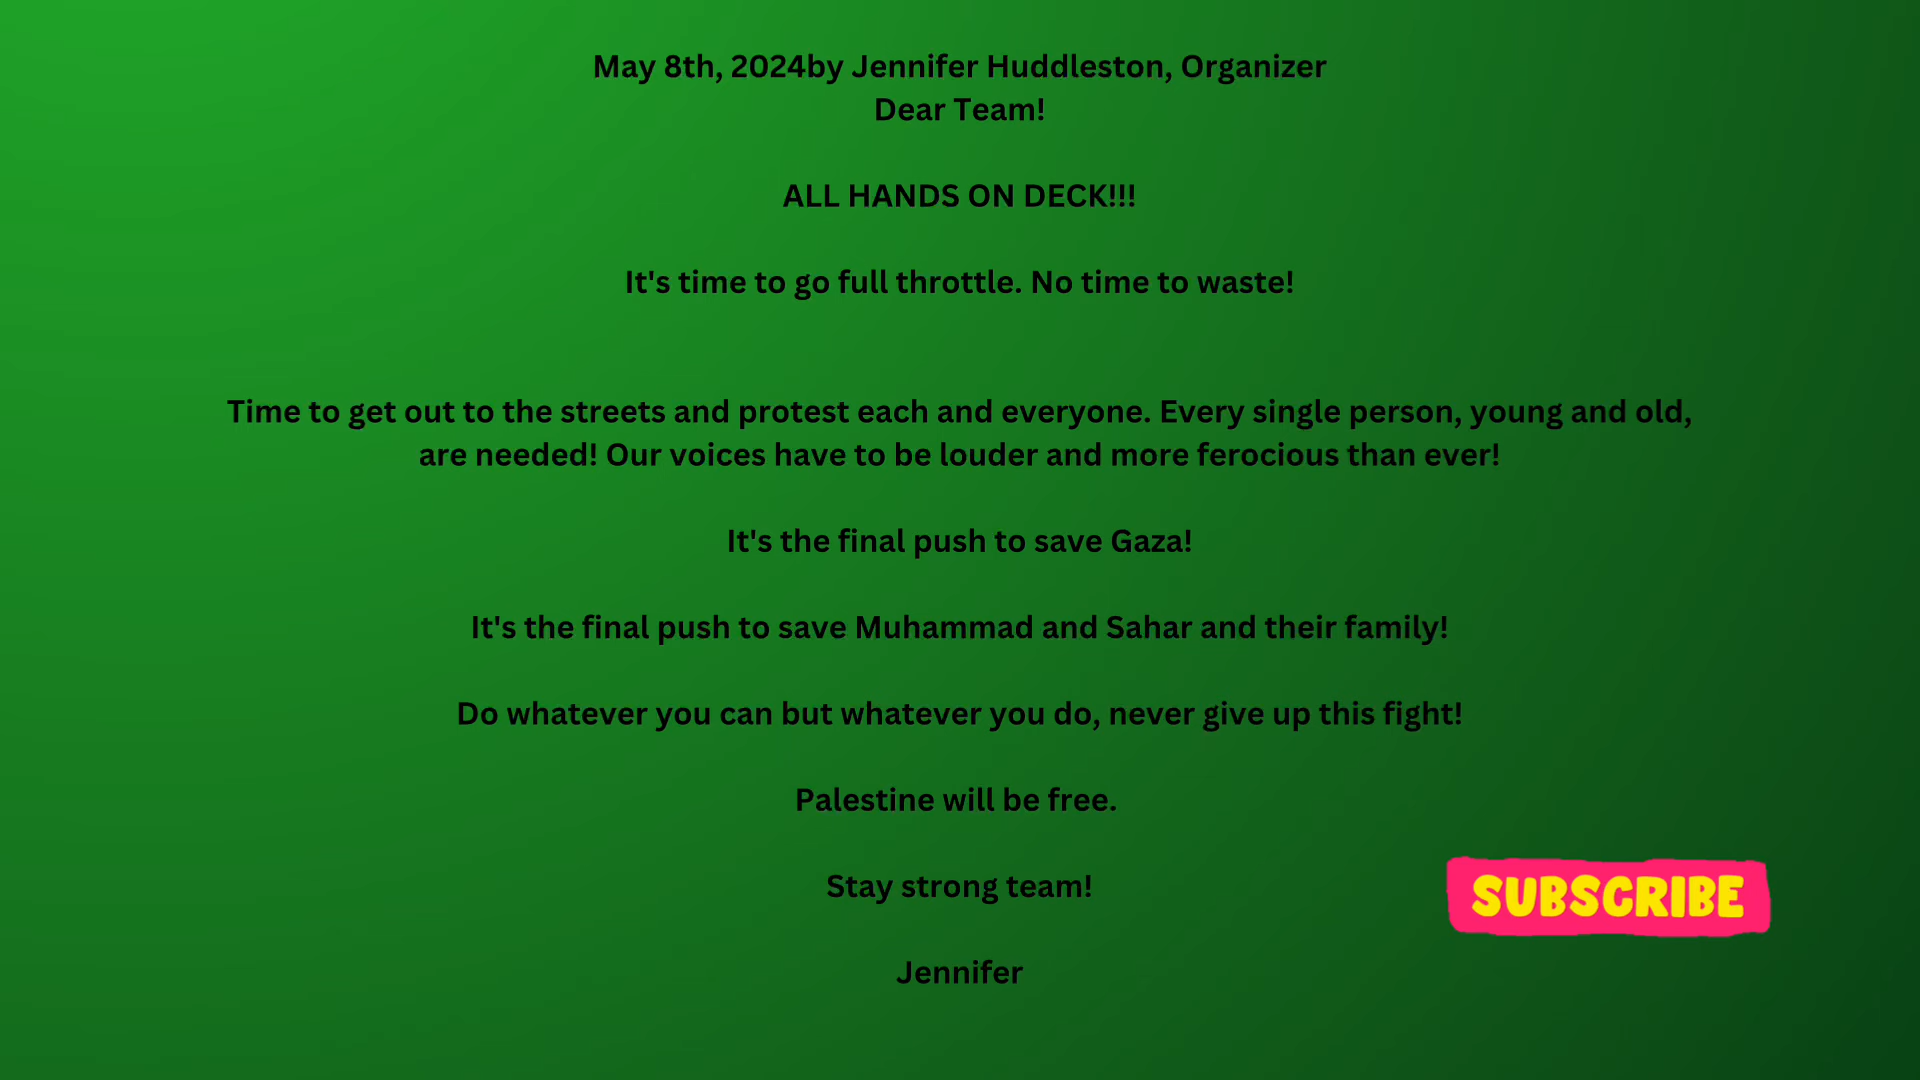 May 8th, 2024by Jennifer Huddleston, Organizer
Dear Team!
ALL HANDS ON DECK!!!
It's time to go full throttle. No time to waste!
Time to get out to the streets and protest each and everyone. Every single person, young and old,
are needed! Our voices have to be louder and more ferocious than ever!
It's the final push to save Gaza!
It's the final push to save Muhammad and Sahar and their family!
Do whatever you can but whatever you do, never give up this fight!
Palestine will be free.
Stay strong team!
SUBSCRIBE
Jennifer